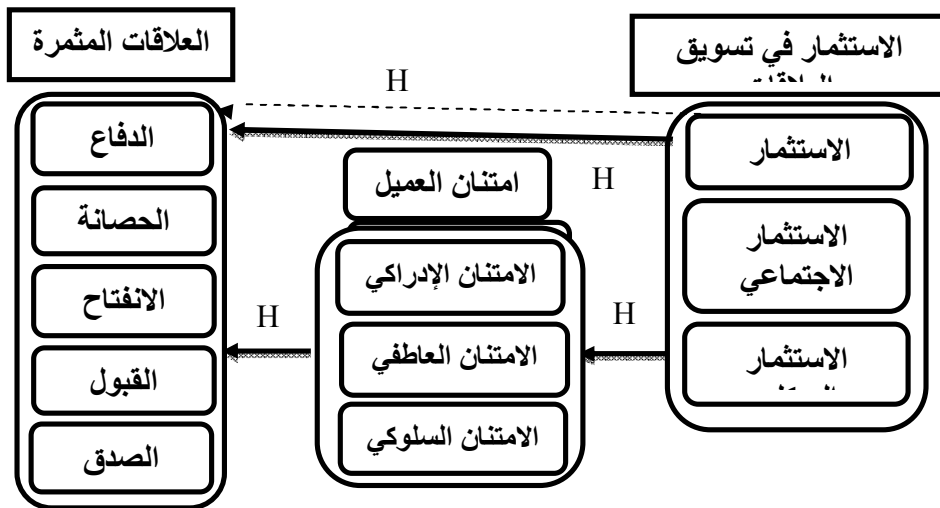 الاستثمار في تسويق
العلاقات المثمرة
H
الاستثمار
الدفاع
H
امتنان العميل
الحصانة
الاستثمار
الاجتماعي
الامتنان الإدراكي
الانفتاح
H
H
الاستثمار
الامتنان العاطفي
القبول
الامتنان السلوكي
الصدق